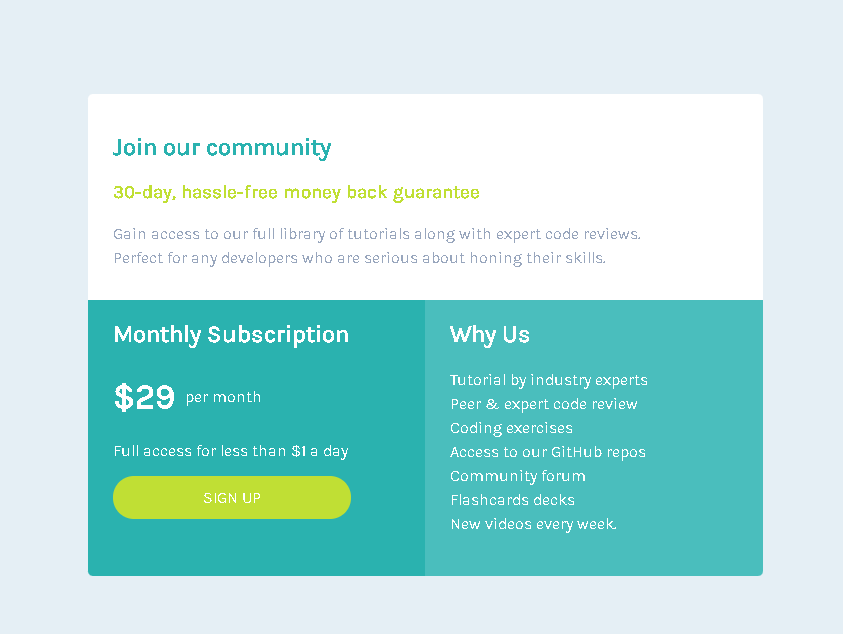 Join our community
30-day, hassle-free money back guarantee
Gain access to our full library of tutorials along with expert code reviews.
Perfect for any developers who are serious about honing their skills.
Monthly Subscription
$29 per month
Full access for less than $1 a day
SIGN UP
Why Us
Tutorial by industry experts
Peer & expert code review
Coding exercises
Access to our GitHub repos
Community forum
Flashcards decks
New videos every week.